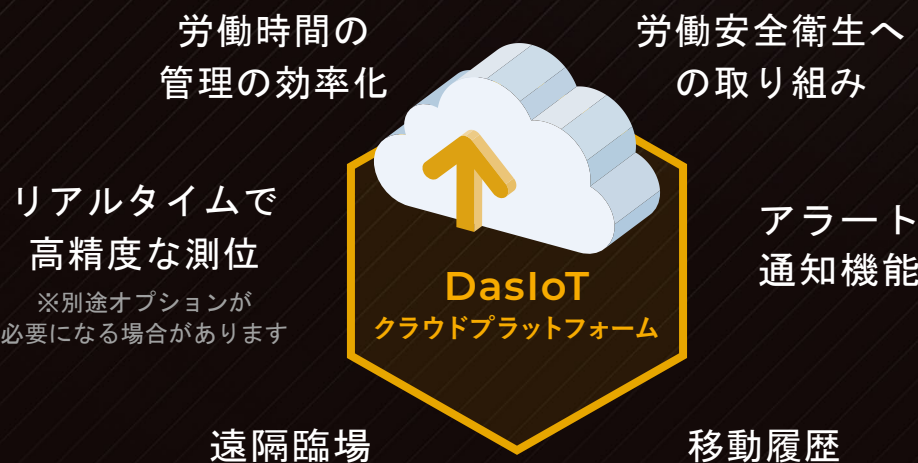 労働時間の
管理の効率化
労働安全衛生へ
の取り組み
リアルタイムで
高精度な測位
※別途オプションが
必要になる場合があります
アラート
通知機能
DasIoT
クラウドプラットフォーム
遠隔臨場
移動履歴